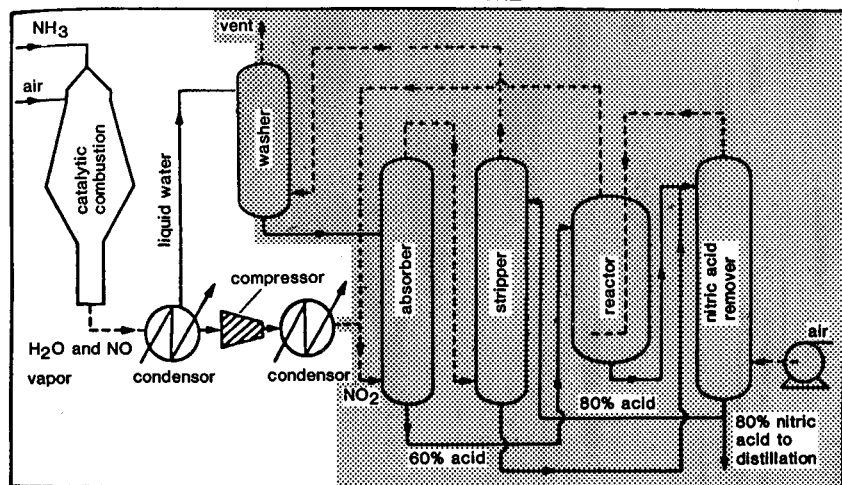 NH3
air
catalytic
combustion
H2O and NO
vapor
liquid water
condensor
compressor
condensor
vent
washer
NO2
absorber
60% acid
stripper
reactor
80% acid
nitric acid
remover
air
80% nitric
acid to
distillation